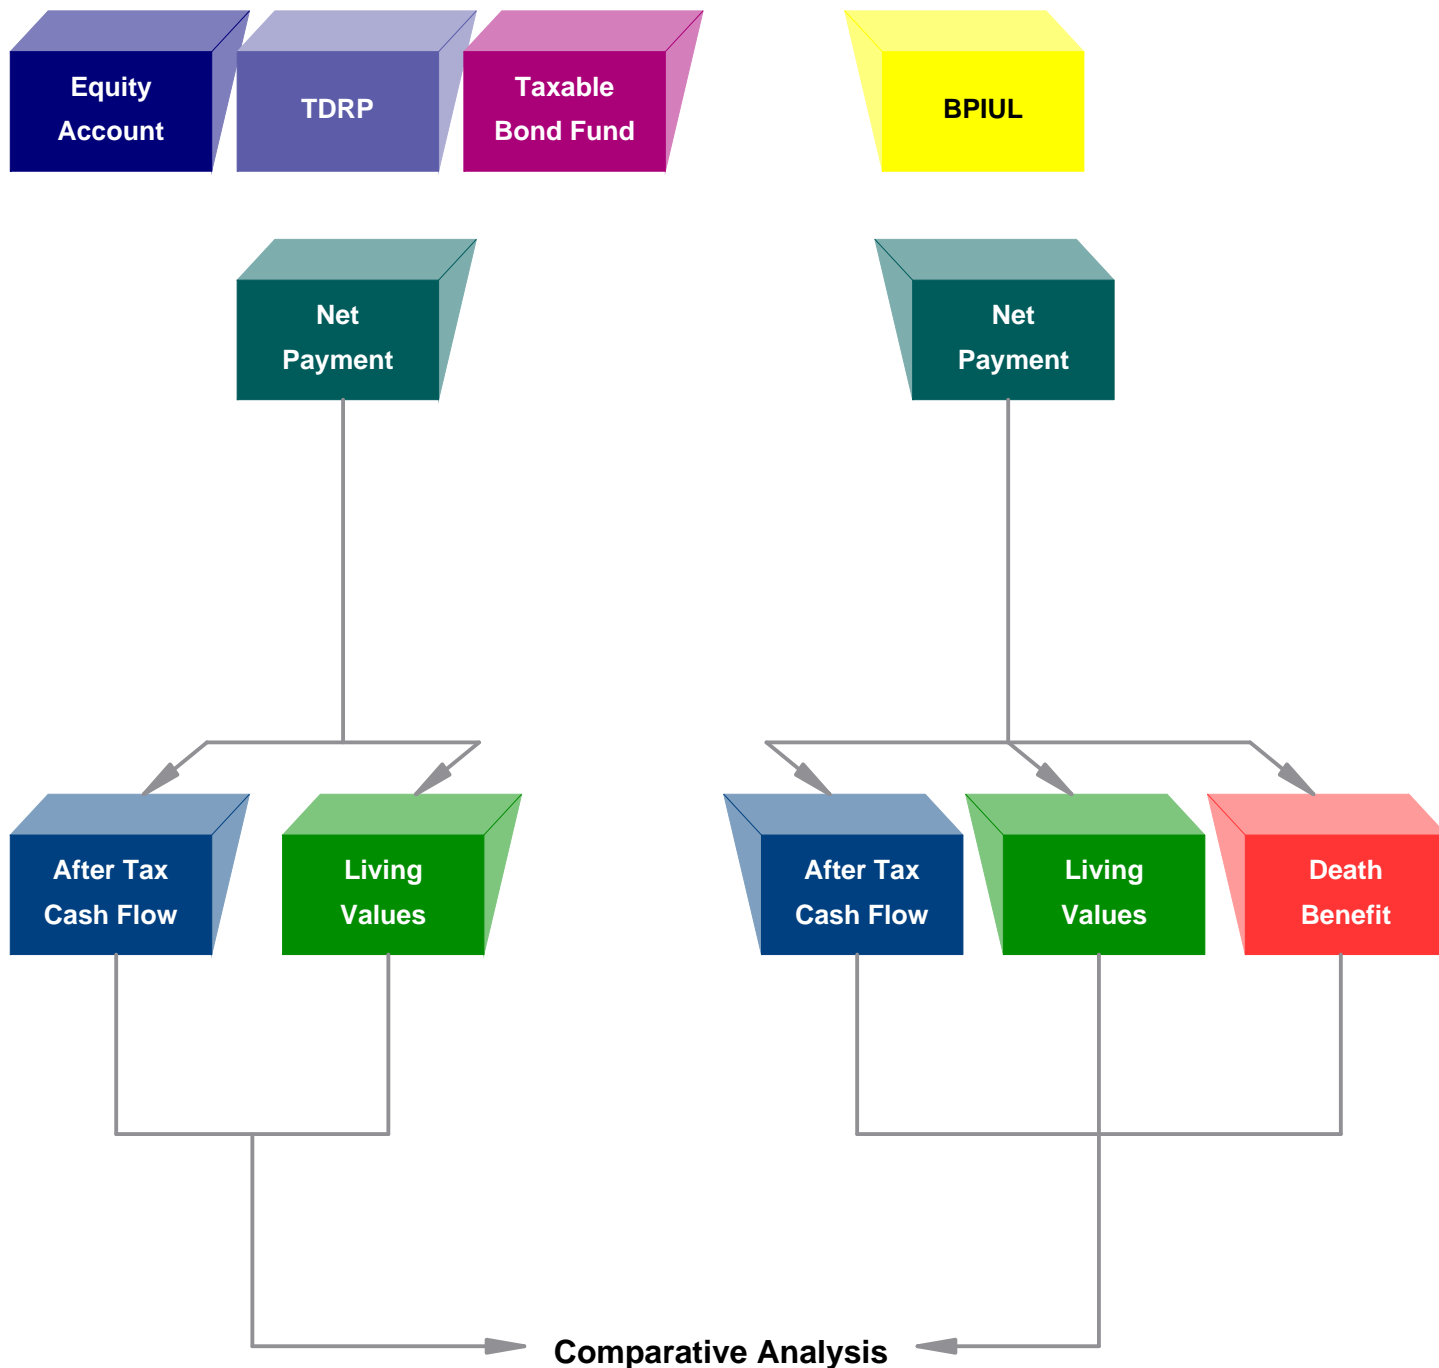 Equity
Account
TDRP
Taxable
Bond Fund
BPIUL
Net
Payment
Net
Payment
After Tax
Cash Flow
Living
Values
After Tax
Cash Flow
Living
Values
Death
Benefit
Comparative Analysis